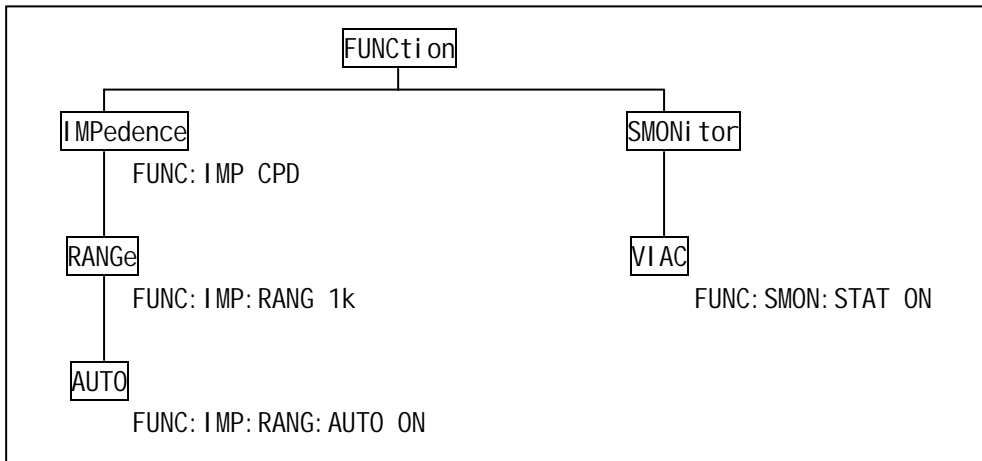 FUNCtion
IMPedence
SMONitor
FUNC:IMP CPD
RANGe
VIAC
FUNC:IMP:RANG 1k
FUNC:SMON:STAT ON
AUTO
FUNC:IMP:RANG:AUTO ON